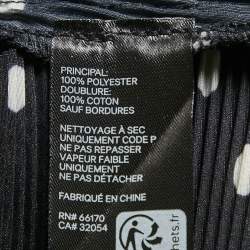 PRINCIPAL:
100% POLYESTER
DOUBLURE:
100% COTON
SAUF BORDURES
NETTOYAGE À SEC
UNIQUEMENT CODE P
NE PAS REPASSER
VAPEUR FAIBLE
UNIQUEMENT
NE PAS DÉTACHER
FABRIQUÉ EN CHINE
RN# 66170
CA# 32054